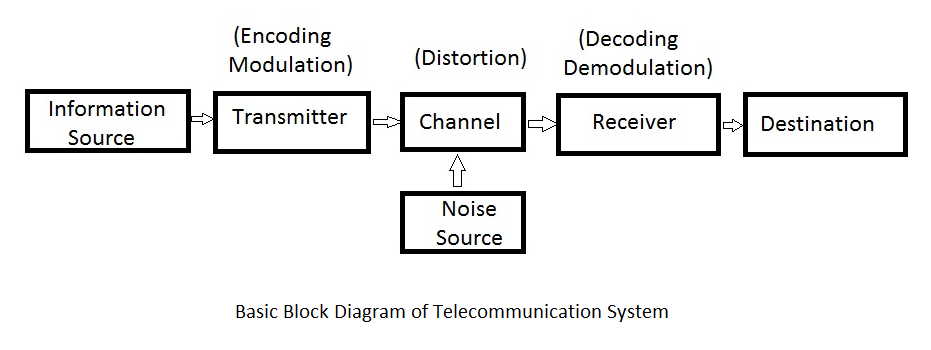 (Encoding
Modulation)
(Distortion)
(Decoding
Demodulation)
Information
Source
Transmitter
Channel
Receiver
Destination
Noise
Source
Basic Block Diagram of Telecommunication System